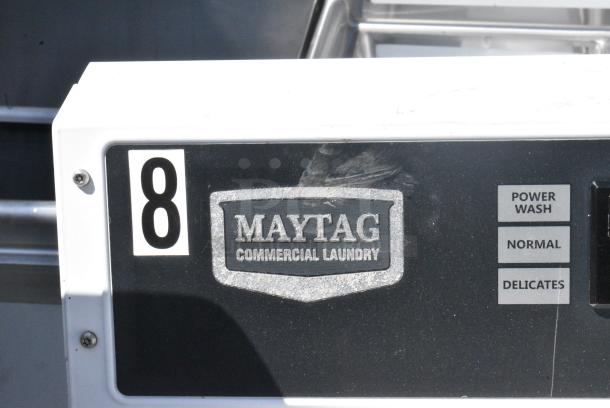 8
MAYTAG
COMMERCIAL LAUNDRY
POWER
WASH
NORMAL
DELICATES